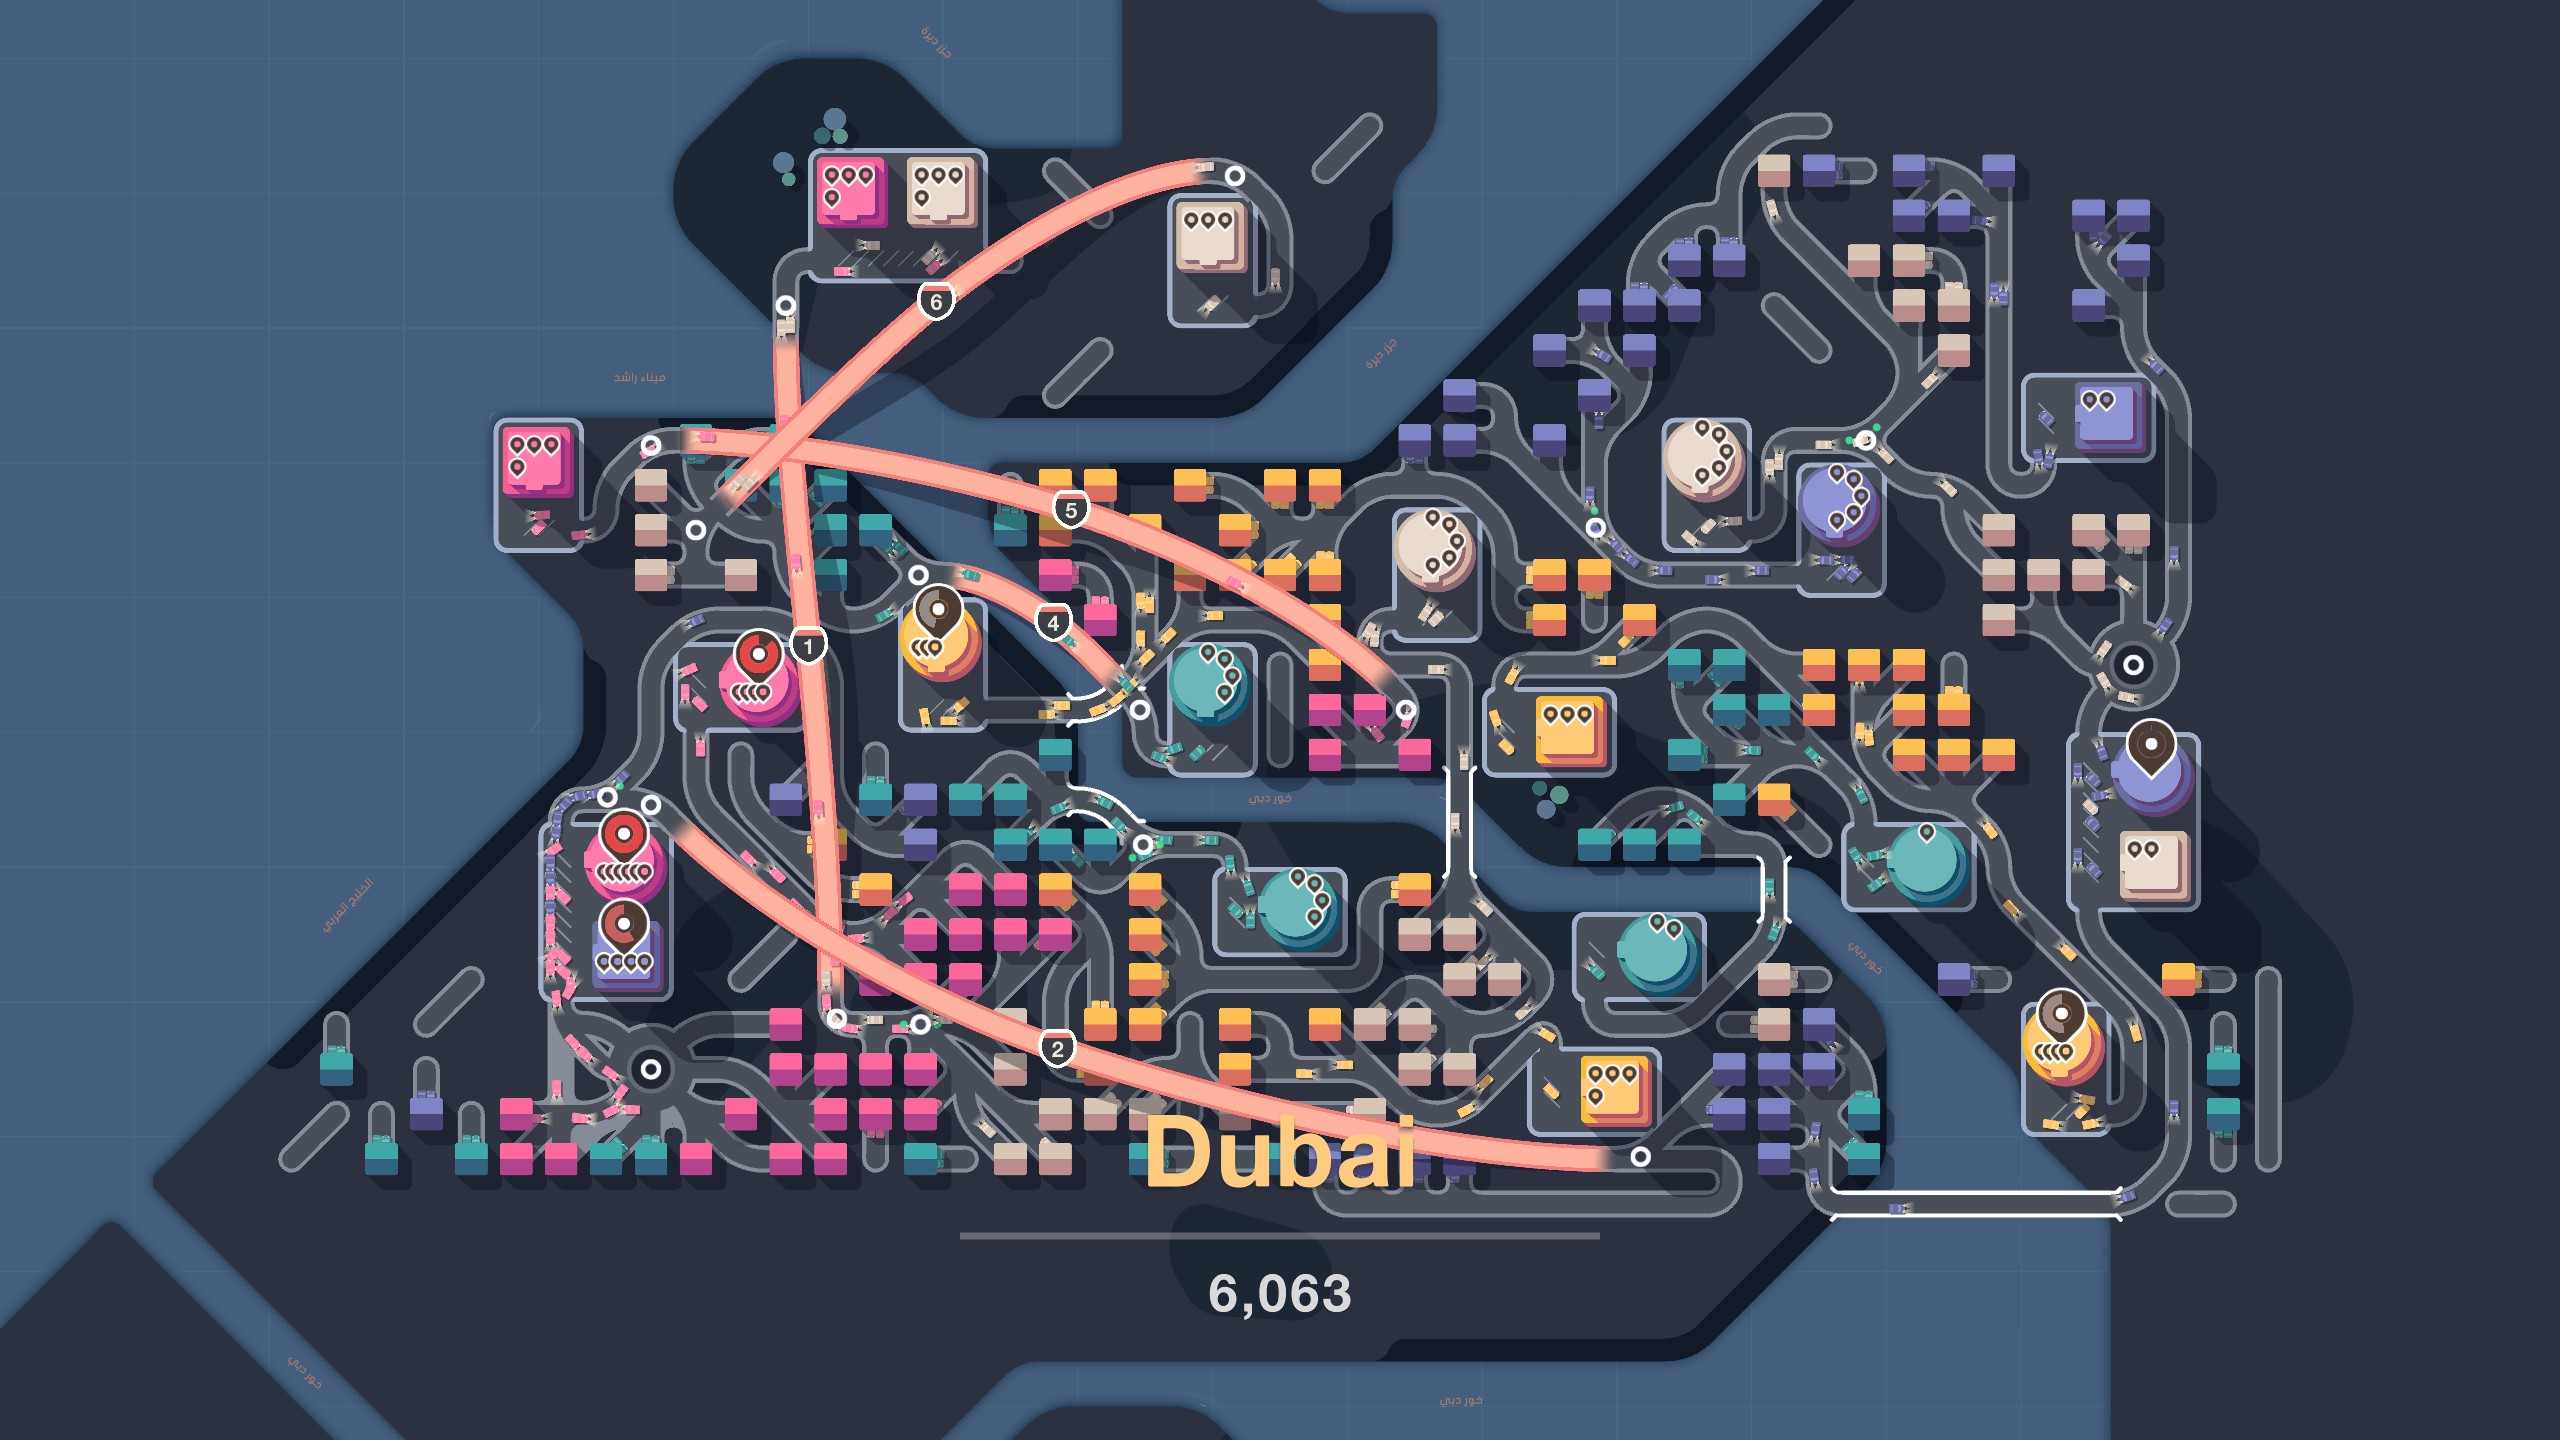 جزر ديرة
6
جزر ديرة
ميناء راشد
5
4
1
خور دبي
الخليج العربي
خور دبي
2
Dubai
6,063
خور دبي
خور دبي